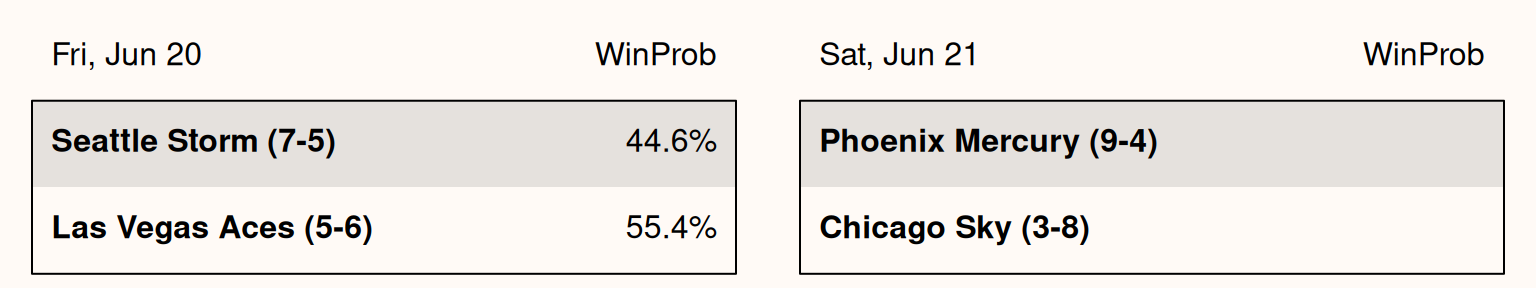 Fri, Jun 20 WinProb
Seattle Storm (7-5) 44.6%
Las Vegas Aces (5-6) 55.4%
Sat, Jun 21 WinProb
Phoenix Mercury (9-4)
Chicago Sky (3-8)